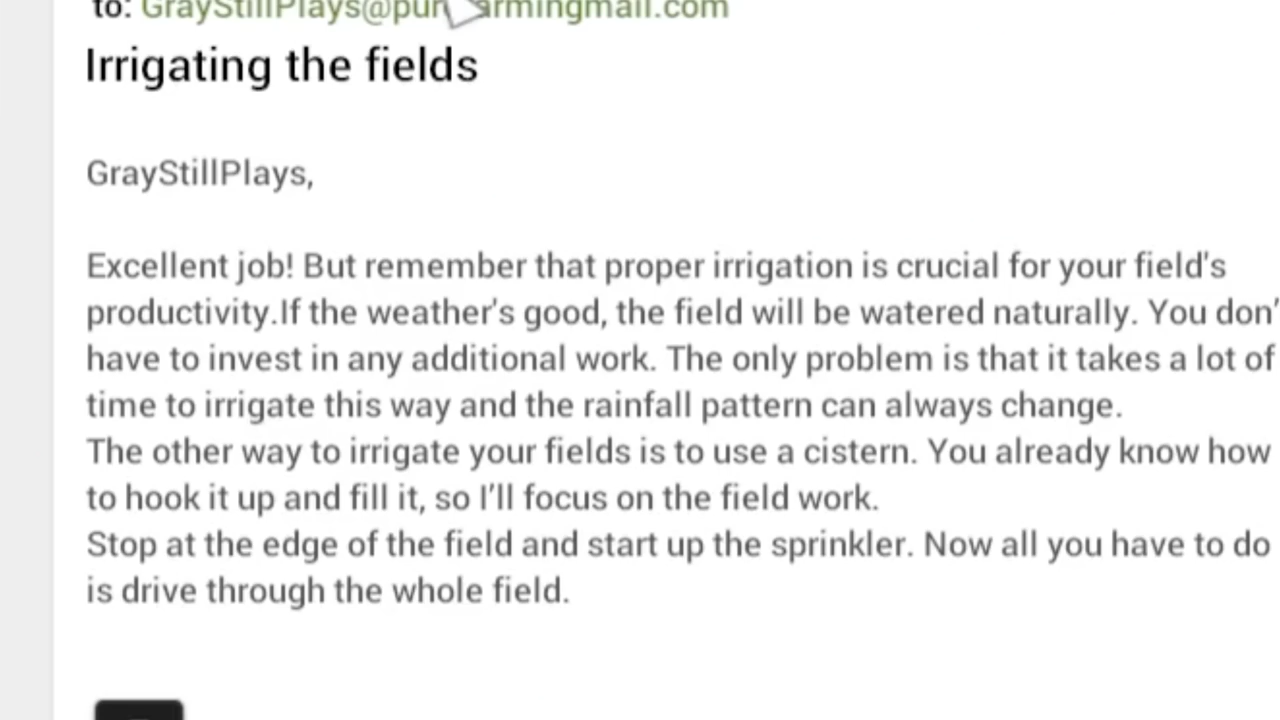 to:
Irrigating the fields
GrayStillPlays,
Excellent job! But remember that proper irrigation is crucial for your field's
productivity.If the weather's good, the field will be watered naturally. You don'
have to invest in any additional work. The only problem is that it takes a lot of
time to irrigate this way and the rainfall pattern can always change.
The other way to irrigate your fields is to use a cistern. You already know how
to hook it up and fill it, so I'll focus on the field work.
Stop at the edge of the field and start up the sprinkler. Now all you have to do
is drive through the whole field.